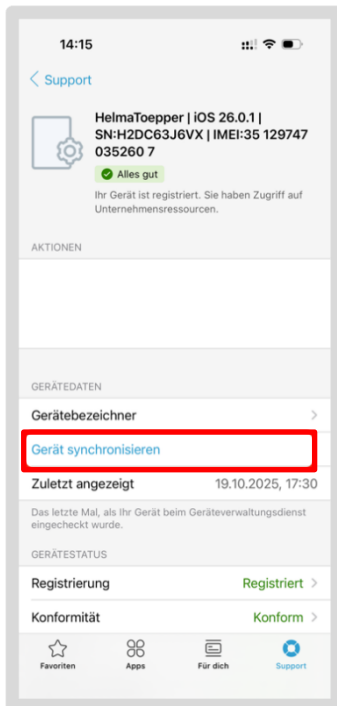 14:15
Support
HelmaToepper | iOS 26.0.1 |
SN:H2DC63J6VX | IMEI:35 129747
035260 7
Alles gut
Ihr Gerät ist registriert. Sie haben Zugriff auf
Unternehmensressourcen.
AKTIONEN
GERÄTEDATEN
Gerätebezeichner
Gerät synchronisieren
Zuletzt angezeigt 19.10.2025, 17:30
Das letzte Mal, als Ihr Gerät beim Geräteverwaltungsdienst
eingecheckt wurde.
GERÄTESTATUS
Registrierung Registriert
Konformität Konform
Favoriten Apps Für dich Support